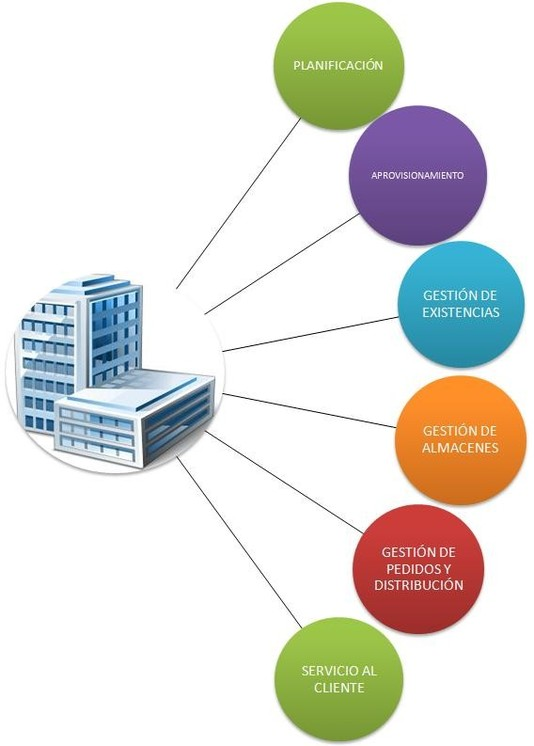 PLANIFICACIÓN
APROVISIONAMIENTO
GESTIÓN DE
EXISTENCIAS
GESTIÓN DE
ALMACENES
GESTIÓN DE
PEDIDOS Y
DISTRIBUCIÓN
SERVICIO AL
CLIENTE